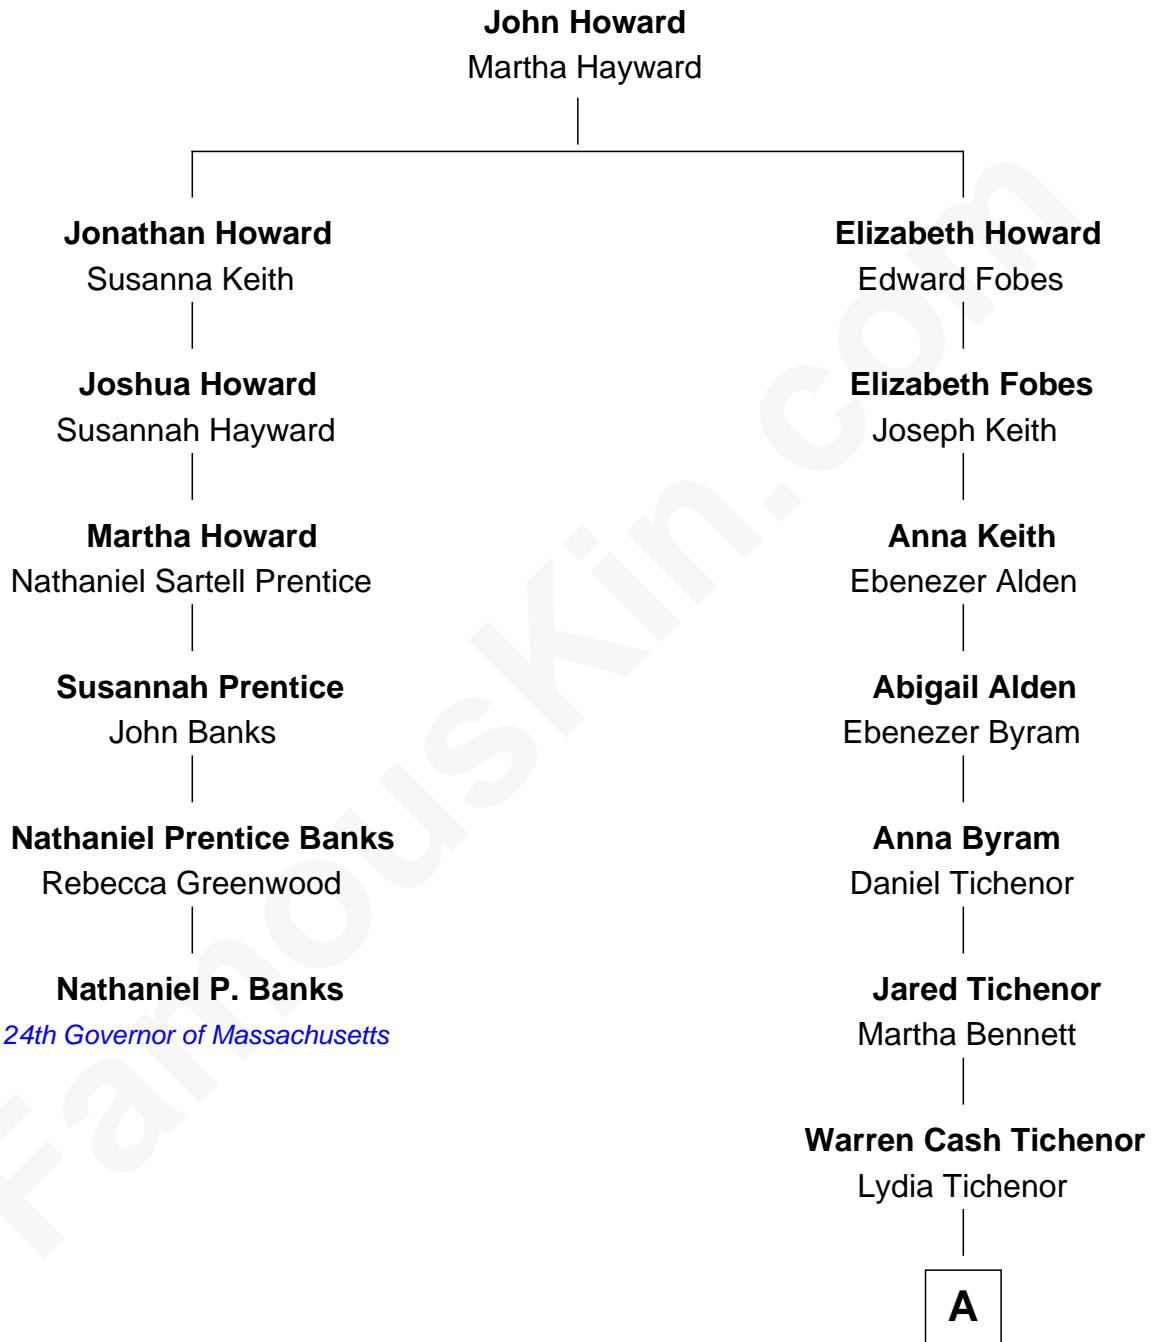 John Howard
Martha Hayward
Jonathan Howard
Susanna Keith
Elizabeth Howard
Edward Fobes
Joshua Howard
Susannah Hayward
Elizabeth Fobes
Joseph Keith
Martha Howard
Nathaniel Sartell Prentice
Anna Keith
Ebenezer Alden
Susannah Prentice
John Banks
Abigail Alden
Ebenezer Byram
Nathaniel Prentice Banks
Rebecca Greenwood
Anna Byram
Daniel Tichenor
Nathaniel P. Banks
24th Governor of Massachusetts
Jared Tichenor
Martha Bennett
Warren Cash Tichenor
Lydia Tichenor
A
FamousKin.com